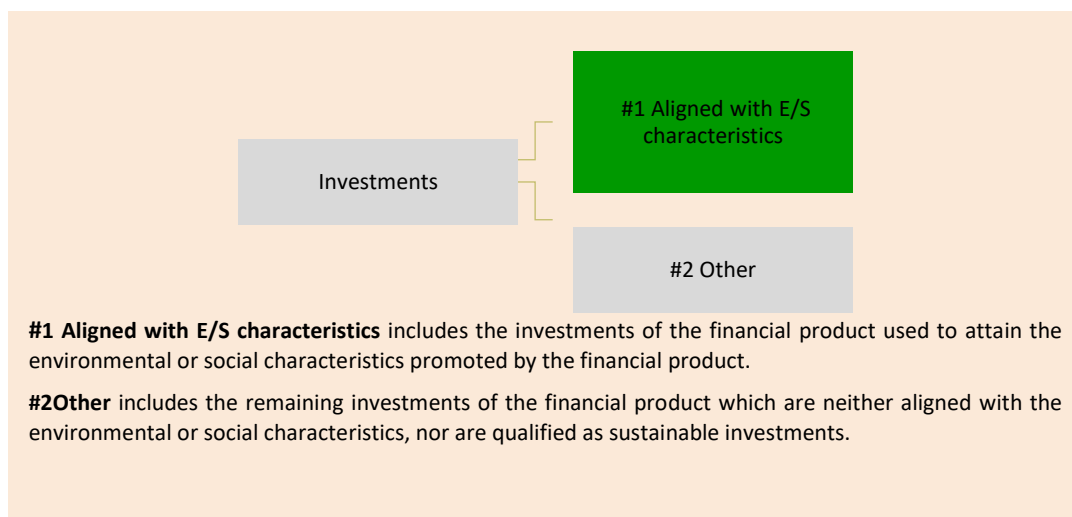 #1 Aligned with E/S
characteristics
Investments
#2 Other
#1 Aligned with E/S characteristics includes the investments of the financial product used to attain the
environmental or social characteristics promoted by the financial product.
#2Other includes the remaining investments of the financial product which are neither aligned with the
environmental or social characteristics, nor are qualified as sustainable investments.